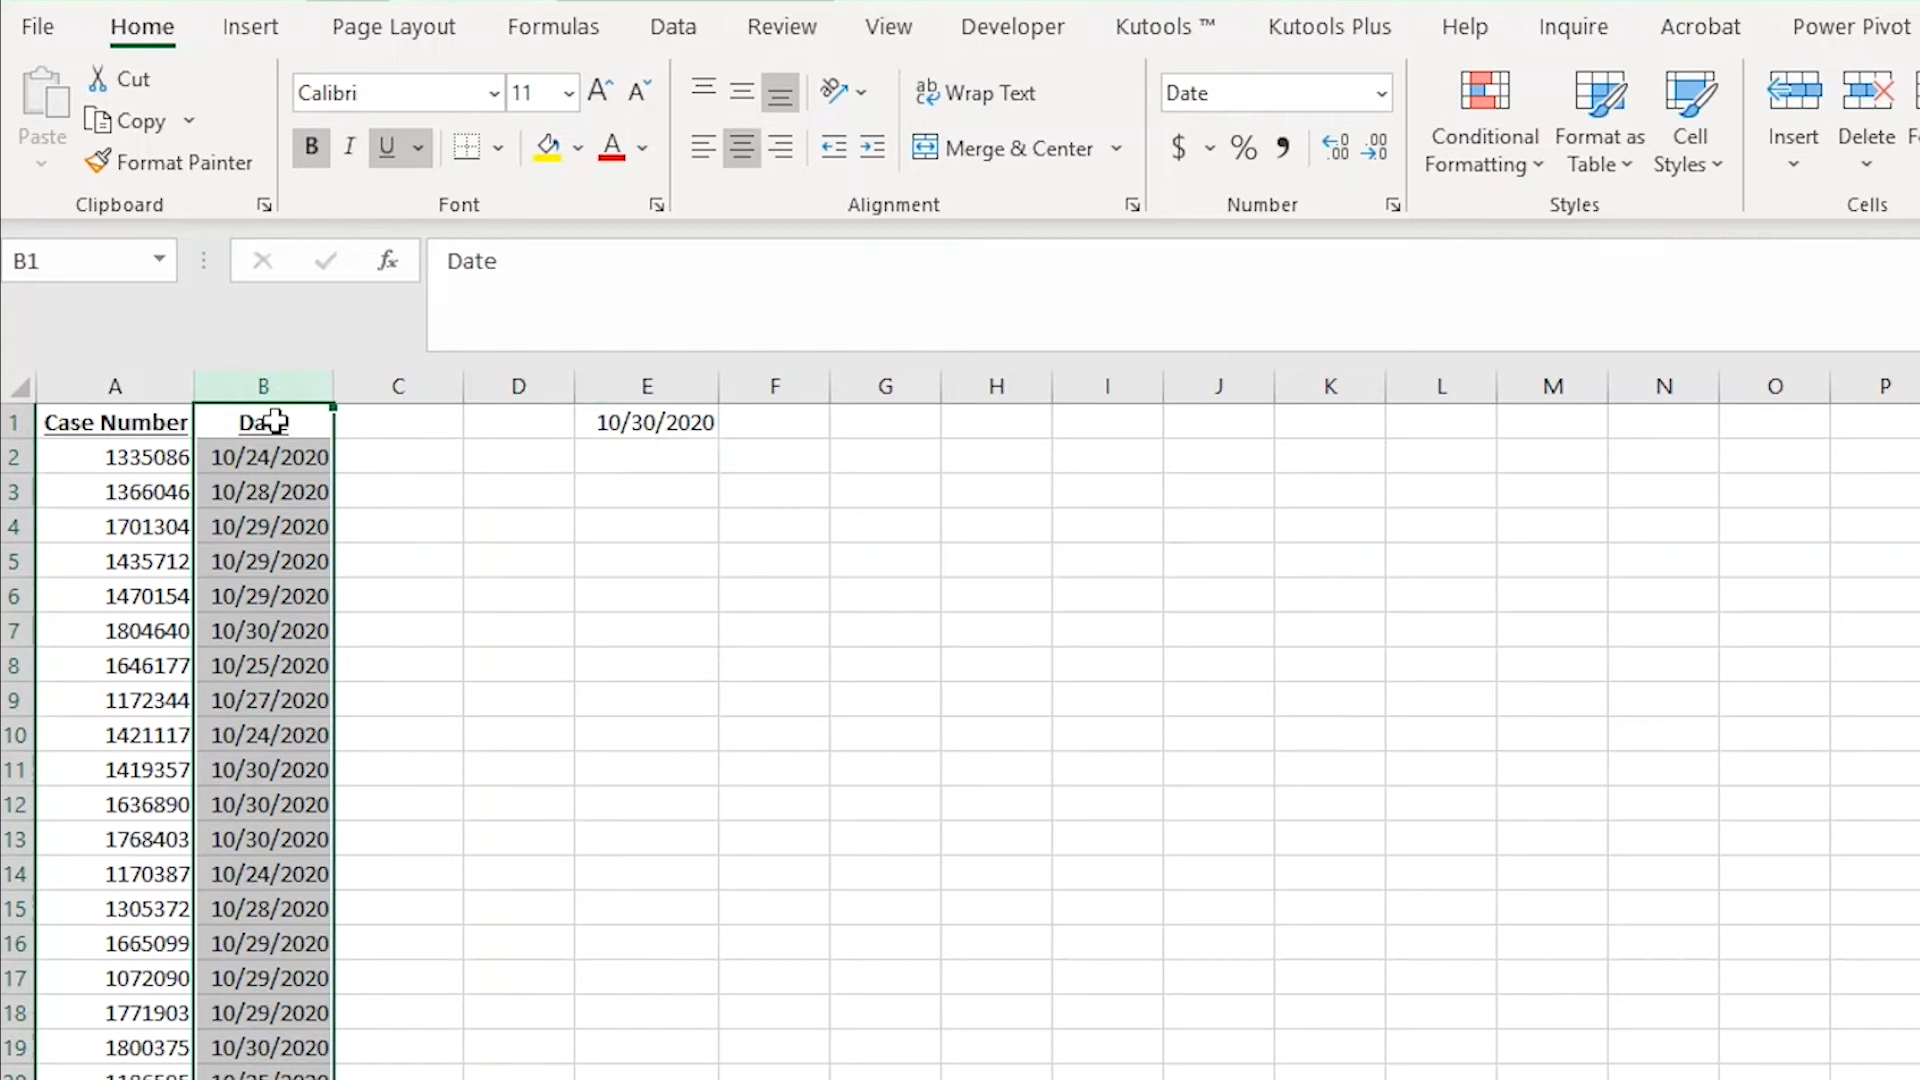 File Home Insert Page Layout Formulas Data Review View Developer Kutools ™ Kutools Plus Help Inquire Acrobat Power Pivot
Paste
Cut
Copy
Format Painter
Clipboard
Calibri 11
B I U
Font
Wrap Text
Merge & Center
Alignment
Date
$ % ,
Number
Conditional Formatting
Format as Table
Cell Styles
Styles
Insert Delete
Cells
B1 fx Date
A B C D E F G H I J K L M N O P
1 Case Number 10/30/2020
2 1335086 10/24/2020
3 1366046 10/28/2020
4 1701304 10/29/2020
5 1435712 10/29/2020
6 1470154 10/29/2020
7 1804640 10/30/2020
8 1646177 10/25/2020
9 1172344 10/27/2020
10 1421117 10/24/2020
11 1419357 10/30/2020
12 1636890 10/30/2020
13 1768403 10/30/2020
14 1170387 10/24/2020
15 1305372 10/28/2020
16 1665099 10/29/2020
17 1072090 10/29/2020
18 1771903 10/29/2020
19 1800375 10/30/2020